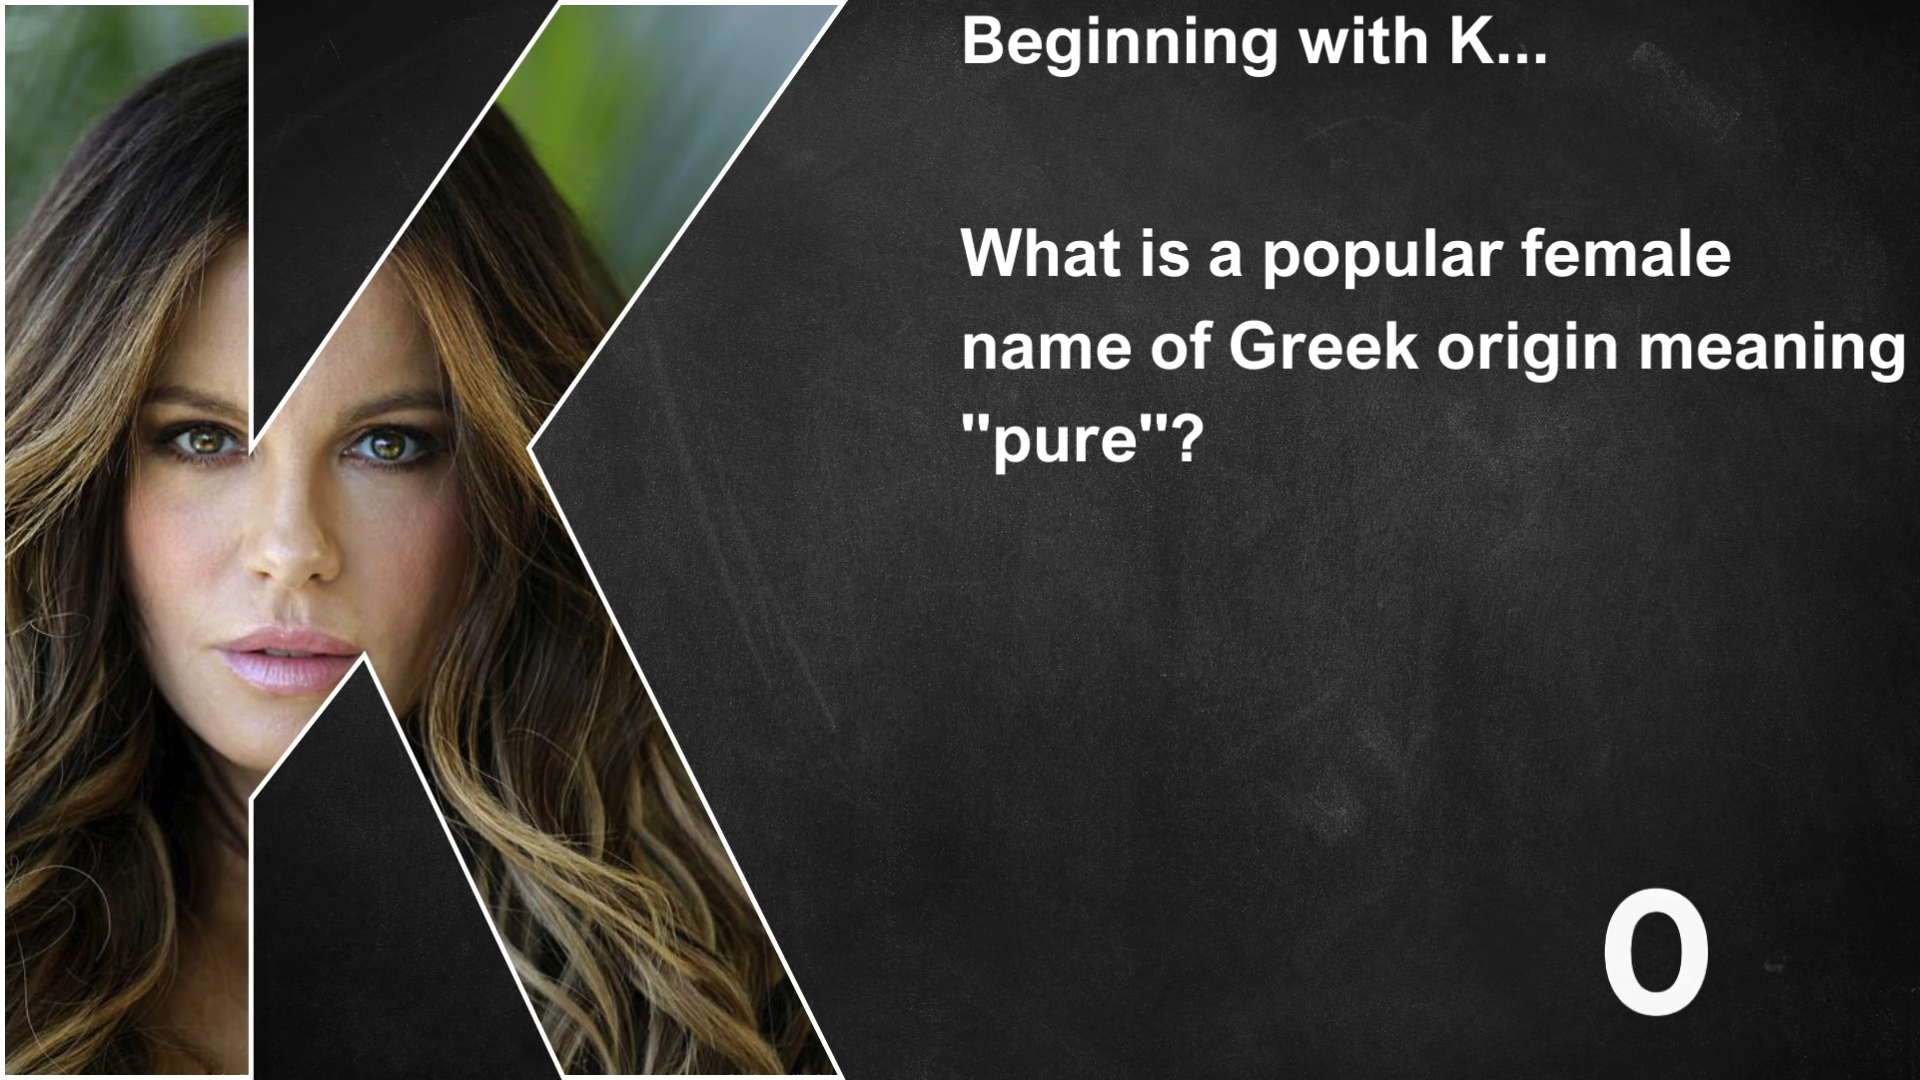 Beginning with K...
What is a popular female
name of Greek origin meaning
"pure"?
0